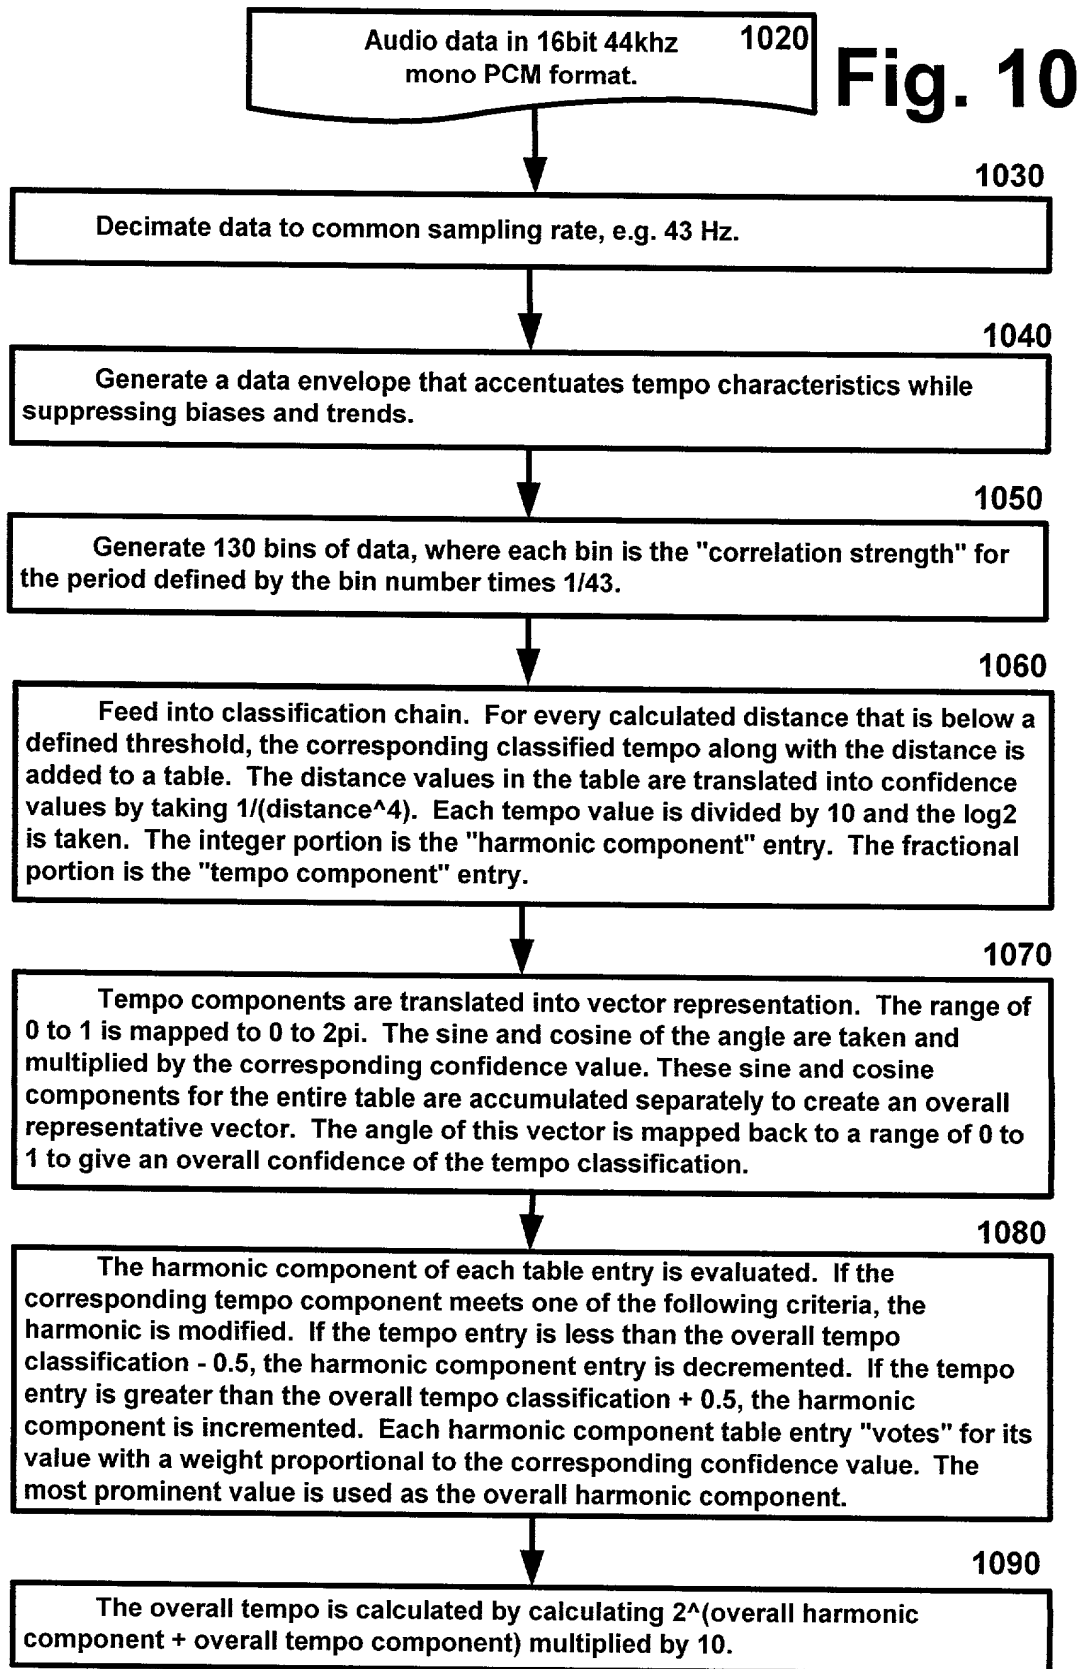 Audio data in 16bit 44khz
mono PCM format.
1020
Fig. 10
1030
Decimate data to common sampling rate, e.g. 43 Hz.
1040
Generate a data envelope that accentuates tempo characteristics while
suppressing biases and trends.
1050
Generate 130 bins of data, where each bin is the "correlation strength" for
the period defined by the bin number times 1/43.
1060
Feed into classification chain. For every calculated distance that is below a
defined threshold, the corresponding classified tempo along with the distance is
added to a table. The distance values in the table are translated into confidence
values by taking 1/(distance^4). Each tempo value is divided by 10 and the log2
is taken. The integer portion is the "harmonic component" entry. The fractional
portion is the "tempo component" entry.
1070
Tempo components are translated into vector representation. The range of
0 to 1 is mapped to 0 to 2pi. The sine and cosine of the angle are taken and
multiplied by the corresponding confidence value. These sine and cosine
components for the entire table are accumulated separately to create an overall
representative vector. The angle of this vector is mapped back to a range of 0 to
1 to give an overall confidence of the tempo classification.
1080
The harmonic component of each table entry is evaluated. If the
corresponding tempo component meets one of the following criteria, the
harmonic is modified. If the tempo entry is less than the overall tempo
classification - 0.5, the harmonic component entry is decremented. If the tempo
entry is greater than the overall tempo classification + 0.5, the harmonic
component is incremented. Each harmonic component table entry "votes" for its
value with a weight proportional to the corresponding confidence value. The
most prominent value is used as the overall harmonic component.
1090
The overall tempo is calculated by calculating 2^(overall harmonic
component + overall tempo component) multiplied by 10.